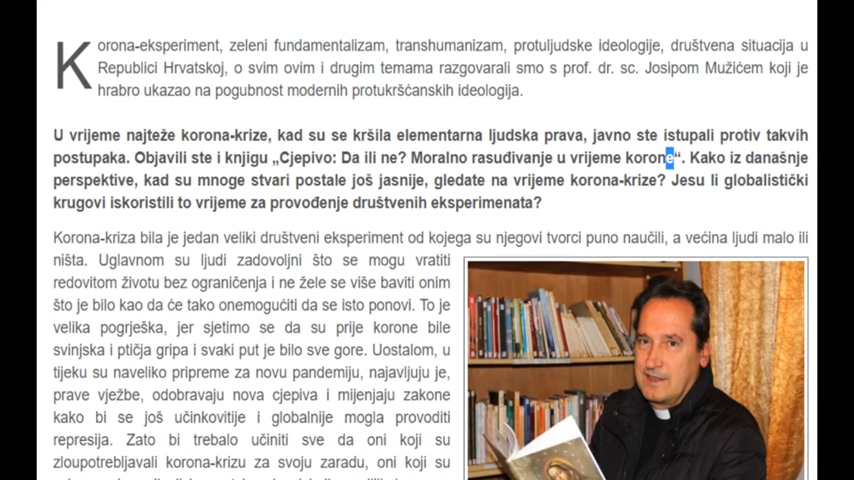 Korona-eksperiment, zeleni fundamentalizam, transhumanizam, protuljudske ideologije, društvena situacija u
Republici Hrvatskoj, o svim ovim i drugim temama razgovarali smo s prof. dr. sc. Josipom Mužićem koji je
hrabro ukazao na pogubnost modernih protukršćanskih ideologija.
U vrijeme najteže korona-krize, kad su se kršila elementarna ljudska prava, javno ste istupali protiv takvih
postupaka. Objavili ste i knjigu „Cjepivo: Da ili ne? Moralno rasuđivanje u vrijeme korone“. Kako iz današnje
perspektive, kad su mnoge stvari postale još jasnije, gledate na vrijeme korona-krize? Jesu li globalistički
krugovi iskoristili to vrijeme za provođenje društvenih eksperimenata?
Korona-kriza bila je jedan veliki društveni eksperiment od kojega su njegovi tvorci puno naučili, a većina ljudi malo ili
ništa. Uglavnom su ljudi zadovoljni što se mogu vratiti
redovitom životu bez ograničenja i ne žele se više baviti onim
što je bilo kao da će tako onemogućiti da se isto ponovi. To je
velika pogrješka, jer sjetimo se da su prije korone bile
svinjska i ptičja gripa i svaki put je bilo sve gore. Uostalom, u
tijeku su naveliko pripreme za novu pandemiju, najavljuju je,
prave vježbe, odobravaju nova cjepiva i mijenjaju zakone
kako bi se još učinkovitije i globalnije mogla provoditi
represija. Zato bi trebalo učiniti sve da oni koji su
zloupotrebljavali korona-krizu za svoju zaradu, oni koji su